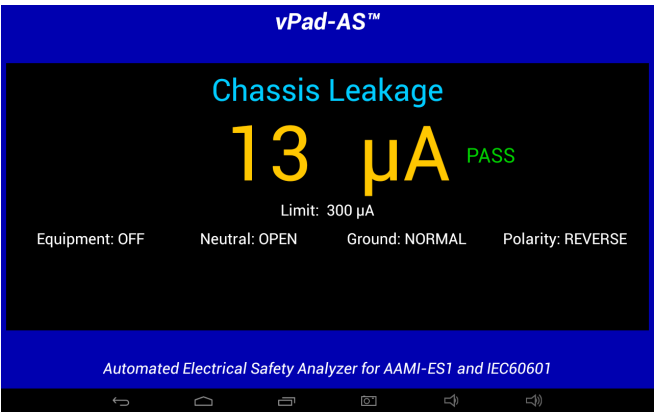 vPad-AS™
Chassis Leakage
13 µA PASS
Limit: 300 µA
Equipment: OFF Neutral: OPEN Ground: NORMAL Polarity: REVERSE
Automated Electrical Safety Analyzer for AAMI-ES1 and IEC60601